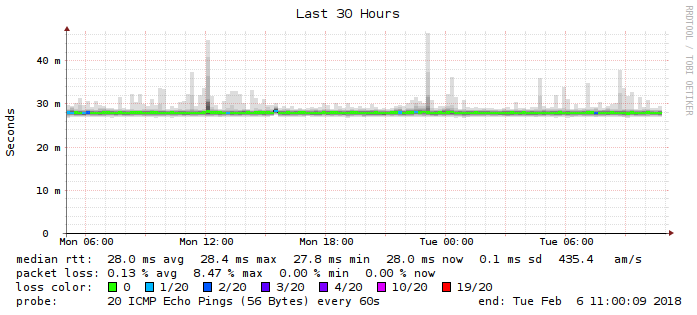 Last 30 Hours
RRDTOOL / TOBI OETIKER
Seconds
40 m
30 m
20 m
10 m
0
Mon 06:00 Mon 12:00 Mon 18:00 Tue 00:00 Tue 06:00
median rtt: 28.0 ms avg 28.4 ms max 27.8 ms min 28.0 ms now 0.1 ms sd 435.4 am/s
packet loss: 0.13 % avg 8.47 % max 0.00 % min 0.00 % now
loss color: 0 1/20 2/20 3/20 4/20 10/20 19/20
probe: 20 ICMP Echo Pings (56 Bytes) every 60s end: Tue Feb 6 11:00:09 2018